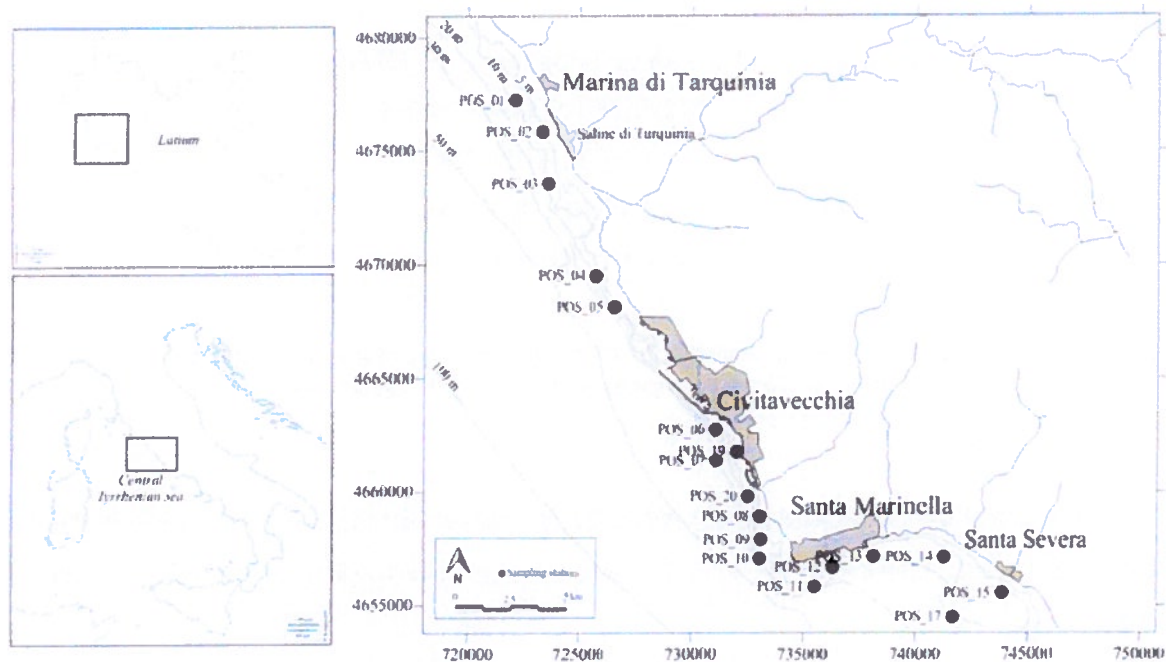 Latium
Central
Tyrrhenian sea
4680000
4675000
4670000
4665000
4660000
4655000
20 m
10 m
5 m
50 m
100 m
Marina di Tarquinia
POS_01
POS_02
Saline di Tarquinia
POS_03
POS_04
POS_05
Civitavecchia
POS_06
POS_19
POS_07
POS_20
POS_08
POS_09
POS_10
Santa Marinella
Santa Severa
POS_13
POS_14
POS_12
POS_11
POS_15
POS_17
N
Sampling stations
0 2.5 5 km
720000 725000 730000 735000 740000 745000 750000